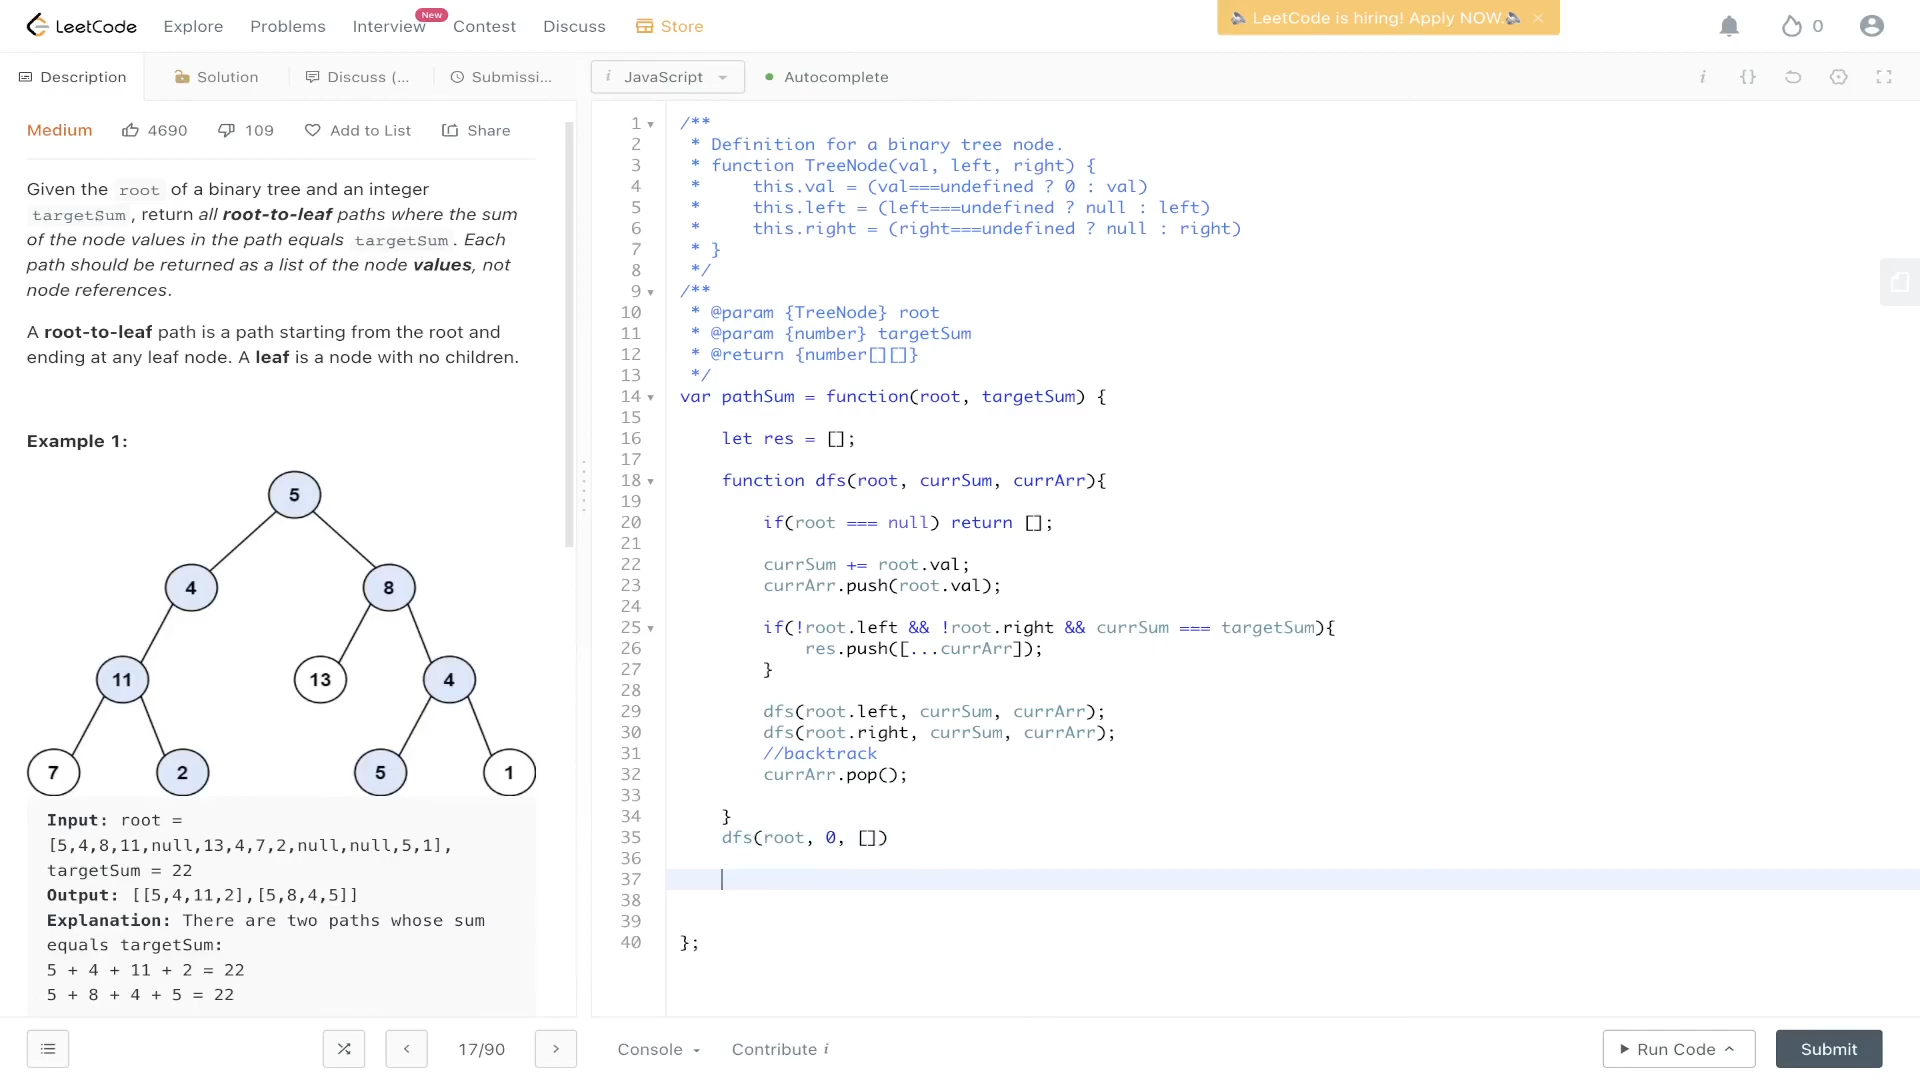 LeetCode Explore Problems Interview New Contest Discuss Store LeetCode is hiring! Apply NOW. × 0
Description Solution Discuss (... Submissi... i JavaScript Autocomplete i {}
Medium 4690 109 Add to List Share
Given the root of a binary tree and an integer
targetSum, return all root-to-leaf paths where the sum
of the node values in the path equals targetSum. Each
path should be returned as a list of the node values, not
node references.
A root-to-leaf path is a path starting from the root and
ending at any leaf node. A leaf is a node with no children.
Example 1:
5
4 8
11 13 4
7 2 5 1
Input: root =
[5,4,8,11,null,13,4,7,2,null,null,5,1],
targetSum = 22
Output: [[5,4,11,2],[5,8,4,5]]
Explanation: There are two paths whose sum
equals targetSum:
5 + 4 + 11 + 2 = 22
5 + 8 + 4 + 5 = 22
1 /**
2 * Definition for a binary tree node.
3 * function TreeNode(val, left, right) {
4 *     this.val = (val===undefined ? 0 : val)
5 *     this.left = (left===undefined ? null : left)
6 *     this.right = (right===undefined ? null : right)
7 * }
8 */
9 /**
10 * @param {TreeNode} root
11 * @param {number} targetSum
12 * @return {number[][]}
13 */
14 var pathSum = function(root, targetSum) {
15
16     let res = [];
17
18     function dfs(root, currSum, currArr){
19
20         if(root === null) return [];
21
22         currSum += root.val;
23         currArr.push(root.val);
24
25         if(!root.left && !root.right && currSum === targetSum){
26             res.push([...currArr]);
27         }
28
29         dfs(root.left, currSum, currArr);
30         dfs(root.right, currSum, currArr);
31         //backtrack
32         currArr.pop();
33
34     }
35     dfs(root, 0, [])
36
37
38
39
40 };
< 17/90 > Console Contribute i Run Code Submit